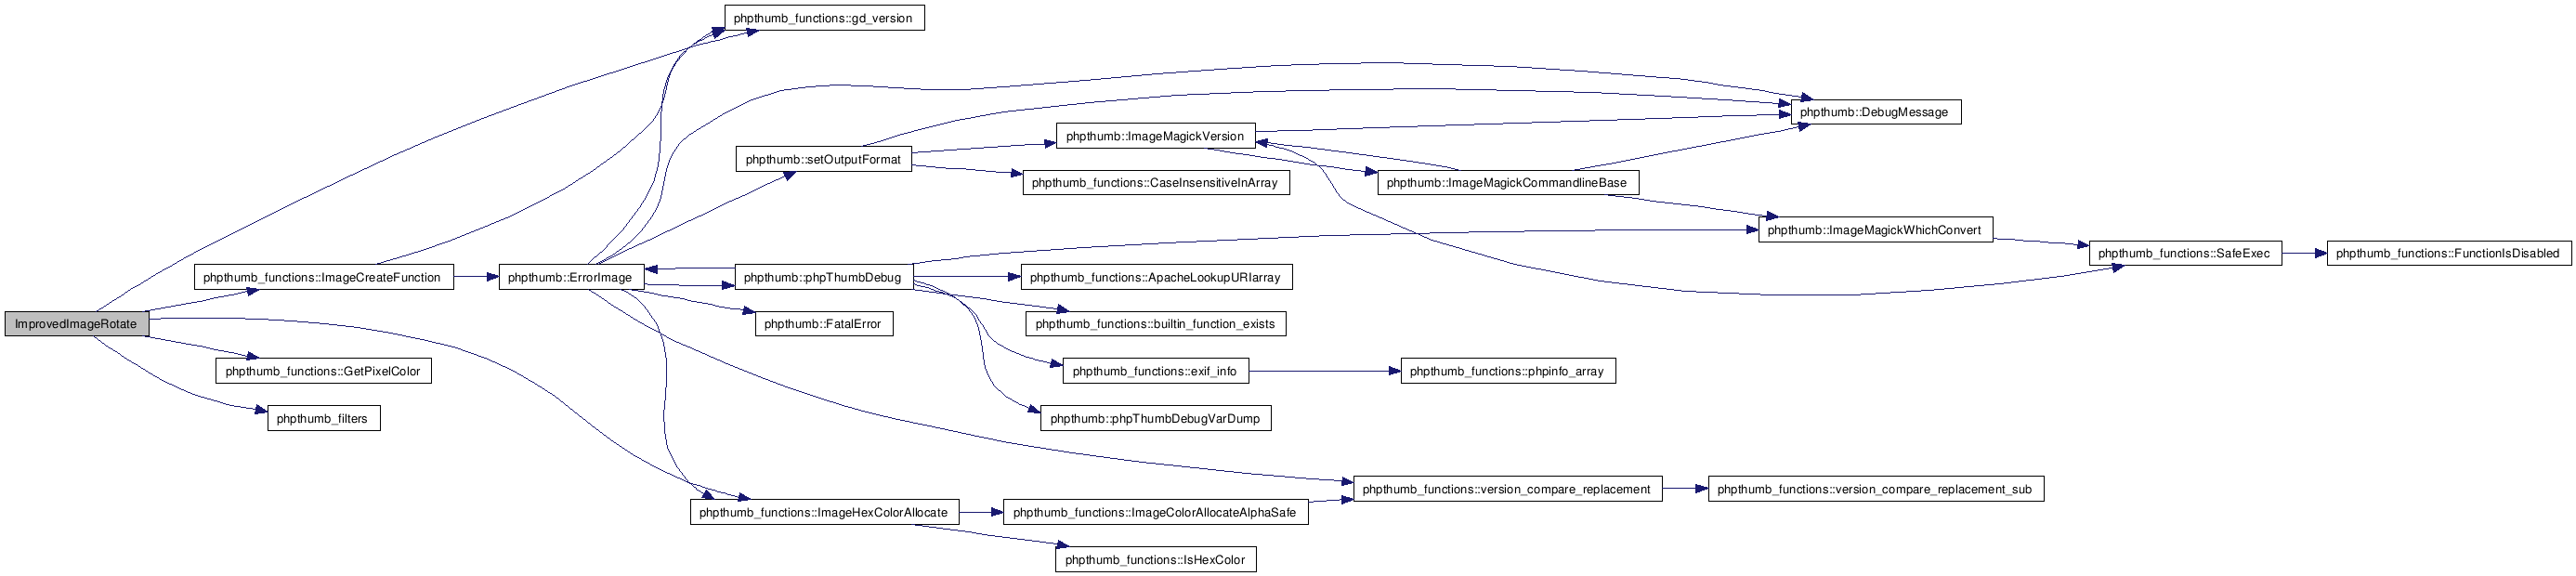 phpthumb_functions::gd_version
phpthumb::DebugMessage
phpthumb::ImageMagickVersion
phpthumb::setOutputFormat
phpthumb_functions::CaseInsensitiveInArray
phpthumb::ImageMagickCommandlineBase
phpthumb::ImageMagickWhichConvert
phpthumb_functions::SafeExec
phpthumb_functions::FunctionIsDisabled
phpthumb_functions::ImageCreateFunction
phpthumb::ErrorImage
phpthumb::phpThumbDebug
phpthumb_functions::ApacheLookupURIarray
ImprovedImageRotate
phpthumb::FatalError
phpthumb_functions::builtin_function_exists
phpthumb_functions::GetPixelColor
phpthumb_functions::exif_info
phpthumb_functions::phpinfo_array
phpthumb_filters
phpthumb::phpThumbDebugVarDump
phpthumb_functions::version_compare_replacement
phpthumb_functions::version_compare_replacement_sub
phpthumb_functions::ImageHexColorAllocate
phpthumb_functions::ImageColorAllocateAlphaSafe
phpthumb_functions::IsHexColor